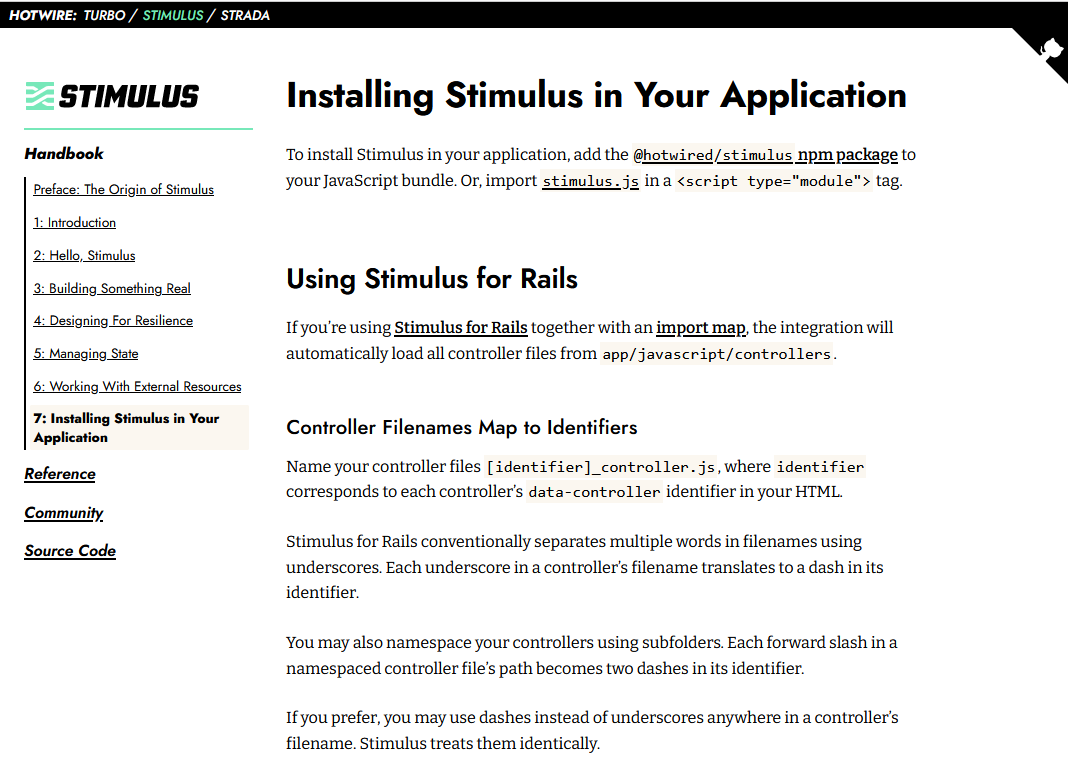 HOTWIRE: TURBO / STIMULUS / STRADA
STIMULUS
Handbook
Preface: The Origin of Stimulus
1: Introduction
2: Hello, Stimulus
3: Building Something Real
4: Designing For Resilience
5: Managing State
6: Working With External Resources
7: Installing Stimulus in Your
Application
Reference
Community
Source Code
Installing Stimulus in Your Application
To install Stimulus in your application, add the @hotwired/stimulus npm package to
your JavaScript bundle. Or, import stimulus.js in a <script type="module"> tag.
Using Stimulus for Rails
If you’re using Stimulus for Rails together with an import map, the integration will
automatically load all controller files from app/javascript/controllers.
Controller Filenames Map to Identifiers
Name your controller files [identifier]_controller.js, where identifier
corresponds to each controller’s data-controller identifier in your HTML.
Stimulus for Rails conventionally separates multiple words in filenames using
underscores. Each underscore in a controller’s filename translates to a dash in its
identifier.
You may also namespace your controllers using subfolders. Each forward slash in a
namespaced controller file’s path becomes two dashes in its identifier.
If you prefer, you may use dashes instead of underscores anywhere in a controller’s
filename. Stimulus treats them identically.